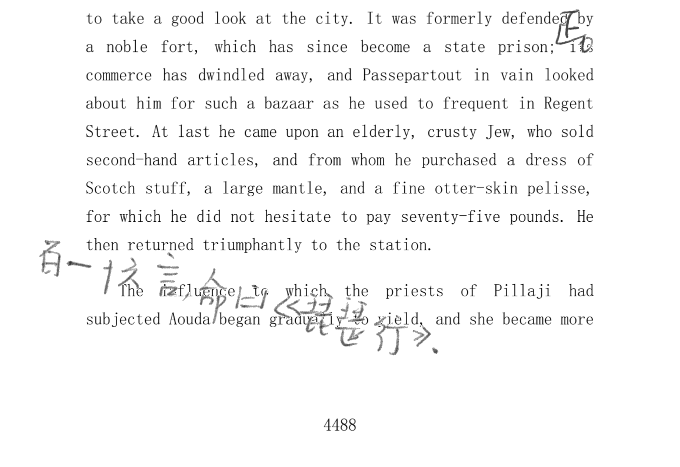 to take a good look at the city. It was formerly defended by
a noble fort, which has since become a state prison; its
commerce has dwindled away, and Passepartout in vain looked
about him for such a bazaar as he used to frequent in Regent
Street. At last he came upon an elderly, crusty Jew, who sold
second-hand articles, and from whom he purchased a dress of
Scotch stuff, a large mantle, and a fine otter-skin pelisse,
for which he did not hesitate to pay seventy-five pounds. He
then returned triumphantly to the station.
百一十六言,命曰《琵琶行》.
The influence to which the priests of Pillaji had
subjected Aouda began gradually to yield, and she became more
4488